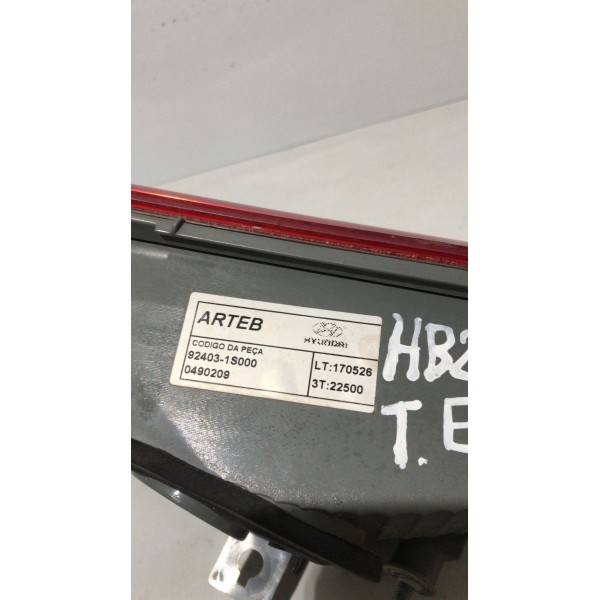 ARTEB
HYUNDAI
CODIGO DA PEÇA
92403-1S000
0490209
LT:170526
3T:22500
HB2
T.E